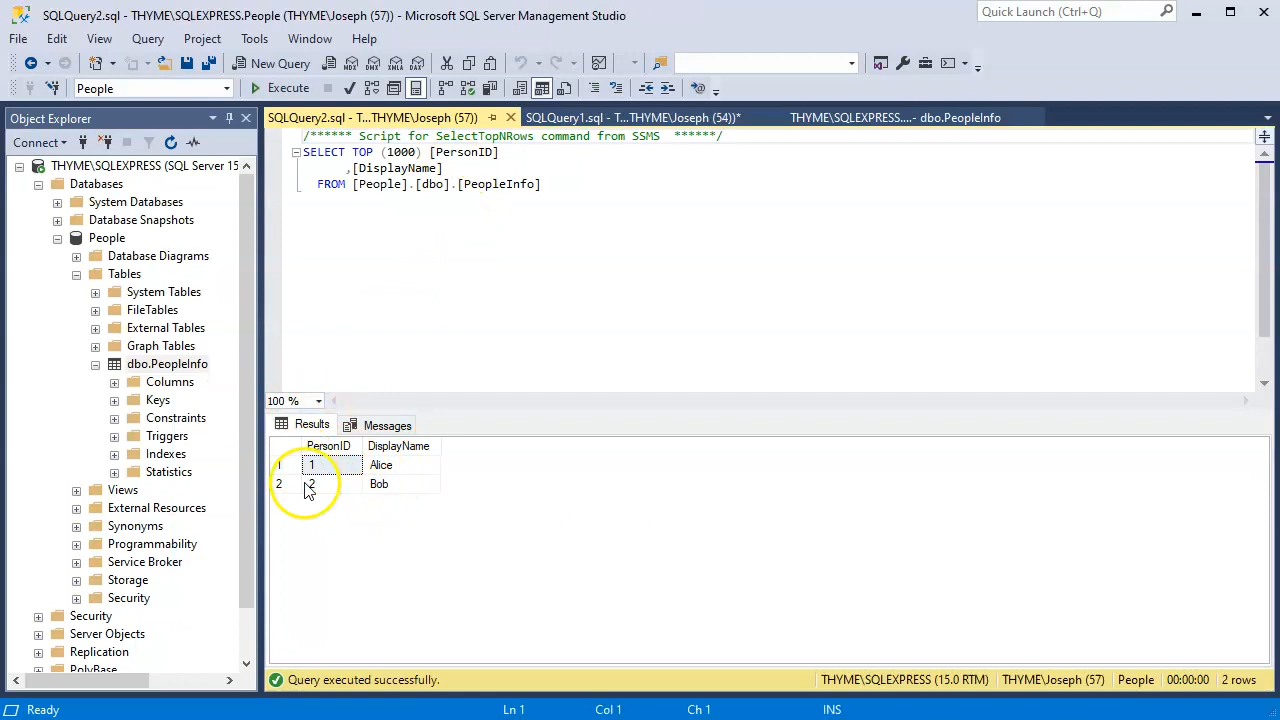 SQLQuery2.sql - THYME\SQLEXPRESS.People (THYME\Joseph (57)) - Microsoft SQL Server Management Studio
Quick Launch (Ctrl+Q)
File Edit View Query Project Tools Window Help
New Query
MDX DMX XMLA DAX
People
Execute
Object Explorer
SQLQuery2.sql - T...THYME\Joseph (57))
SQLQuery1.sql - T...THYME\Joseph (54))*
THYME\SQLEXPRESS....- dbo.PeopleInfo
Connect
THYME\SQLEXPRESS (SQL Server 15
Databases
System Databases
Database Snapshots
People
Database Diagrams
Tables
System Tables
FileTables
External Tables
Graph Tables
dbo.PeopleInfo
Columns
Keys
Constraints
Triggers
Indexes
Statistics
Views
External Resources
Synonyms
Programmability
Service Broker
Storage
Security
Security
Server Objects
Replication
PolyBase
/****** Script for SelectTopNRows command from SSMS ******/
SELECT TOP (1000) [PersonID]
,[DisplayName]
FROM [People].[dbo].[PeopleInfo]
100 %
Results Messages
PersonID DisplayName
1 1 Alice
2 2 Bob
Query executed successfully.
THYME\SQLEXPRESS (15.0 RTM) THYME\Joseph (57) People 00:00:00 2 rows
Ready Ln 1 Col 1 Ch 1 INS